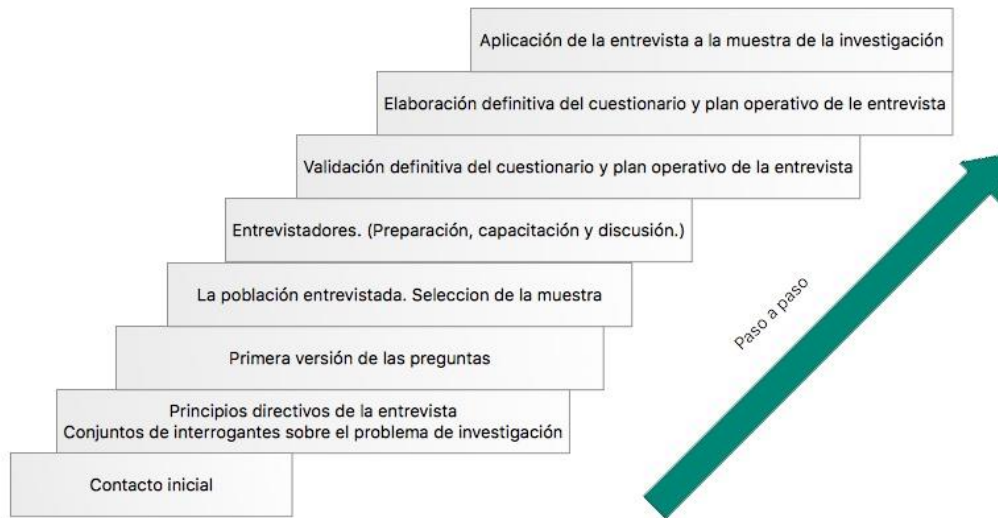 Aplicación de la entrevista a la muestra de la investigación
Elaboración definitiva del cuestionario y plan operativo de le entrevista
Validación definitiva del cuestionario y plan operativo de la entrevista
Entrevistadores. (Preparación, capacitación y discusión.)
La población entrevistada. Seleccion de la muestra
Primera versión de las preguntas
Principios directivos de la entrevista
Conjuntos de interrogantes sobre el problema de investigación
Contacto inicial
Paso a paso